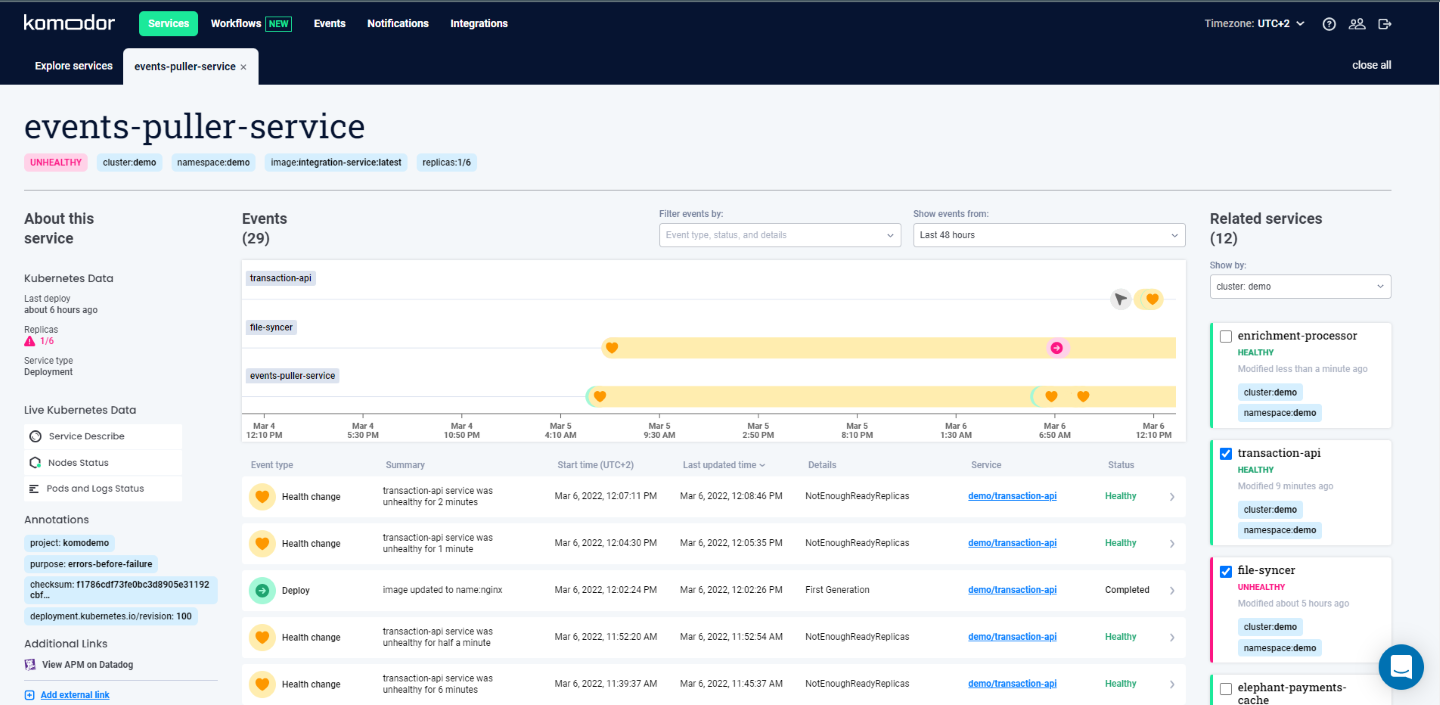 komodor
Services
Workflows NEW
Events
Notifications
Integrations
Timezone: UTC+2
Explore services
events-puller-service ×
close all
events-puller-service
UNHEALTHY
cluster:demo
namespace:demo
image:integration-service:latest
replicas:1/6
About this
service
Kubernetes Data
Last deploy
about 6 hours ago
Replicas
1/6
Service type
Deployment
Live Kubernetes Data
Service Describe
Nodes Status
Pods and Logs Status
Annotations
project: komodemo
purpose: errors-before-failure
checksum: f1786cdf73fe0bc3d8905e31192
cbf...
deployment.kubernetes.io/revision: 100
Additional Links
View APM on Datadog
Add external link
Events
(29)
Filter events by:
Event type, status, and details
Show events from:
Last 48 hours
transaction-api
file-syncer
events-puller-service
Mar 4 Mar 4 Mar 4 Mar 5 Mar 5 Mar 5 Mar 5 Mar 6 Mar 6 Mar 6
12:10 PM 5:30 PM 10:50 PM 4:10 AM 9:30 AM 2:50 PM 8:10 PM 1:30 AM 6:50 AM 12:10 PM
Event type Summary Start time (UTC+2) Last updated time Details Service Status
Health change
transaction-api service was
unhealthy for 2 minutes
Mar 6, 2022, 12:07:11 PM Mar 6, 2022, 12:08:46 PM NotEnoughReadyReplicas demo/transaction-api Healthy
Health change
transaction-api service was
unhealthy for 1 minute
Mar 6, 2022, 12:04:30 PM Mar 6, 2022, 12:05:35 PM NotEnoughReadyReplicas demo/transaction-api Healthy
Deploy image updated to name:nginx Mar 6, 2022, 12:02:24 PM Mar 6, 2022, 12:02:26 PM First Generation demo/transaction-api Completed
Health change
transaction-api service was
unhealthy for half a minute
Mar 6, 2022, 11:52:20 AM Mar 6, 2022, 11:52:54 AM NotEnoughReadyReplicas demo/transaction-api Healthy
Health change
transaction-api service was
unhealthy for 6 minutes
Mar 6, 2022, 11:39:37 AM Mar 6, 2022, 11:45:37 AM NotEnoughReadyReplicas demo/transaction-api Healthy
Related services
(12)
Show by:
cluster: demo
enrichment-processor
HEALTHY
Modified less than a minute ago
cluster:demo
namespace:demo
transaction-api
HEALTHY
Modified 9 minutes ago
cluster:demo
namespace:demo
file-syncer
UNHEALTHY
Modified about 5 hours ago
cluster:demo
namespace:demo
elephant-payments-
cache